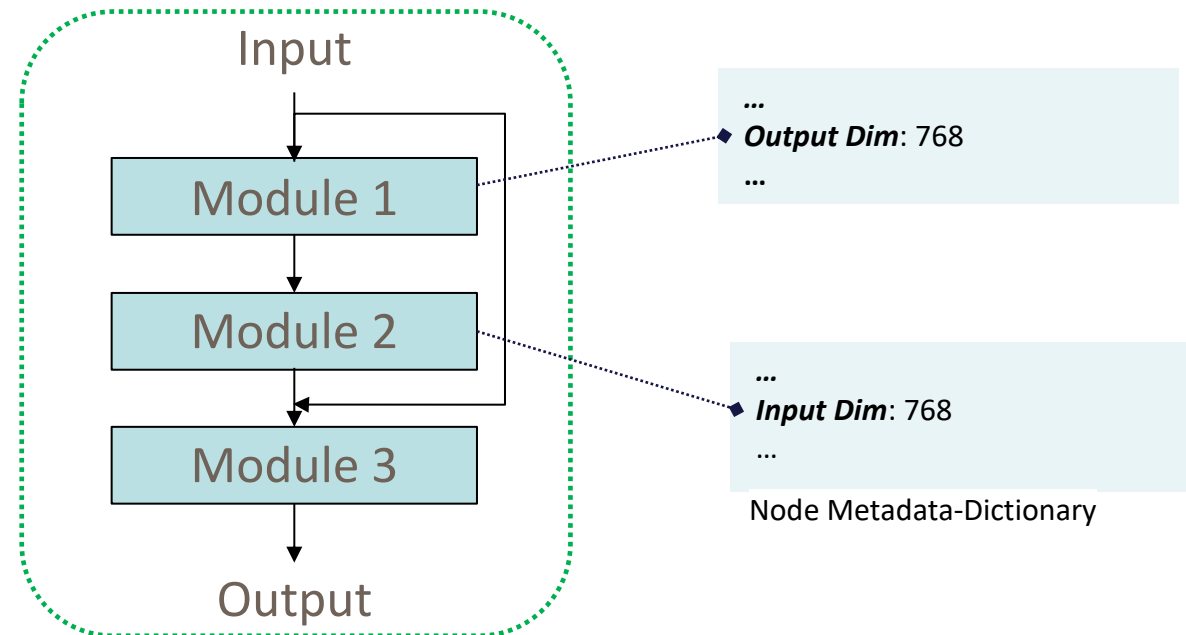 Input
Module 1
Module 2
Module 3
Output
...
Output Dim: 768
...
...
Input Dim: 768
...
Node Metadata-Dictionary